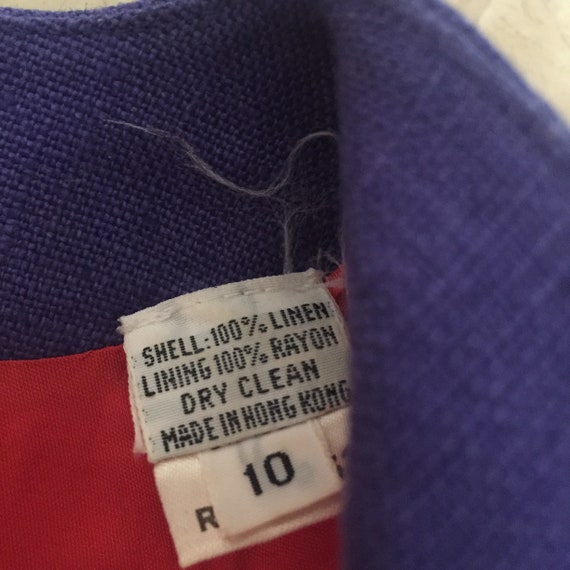 SHELL:100% LINEN
LINING 100% RAYON
DRY CLEAN
MADE IN HONG KONG
10
R